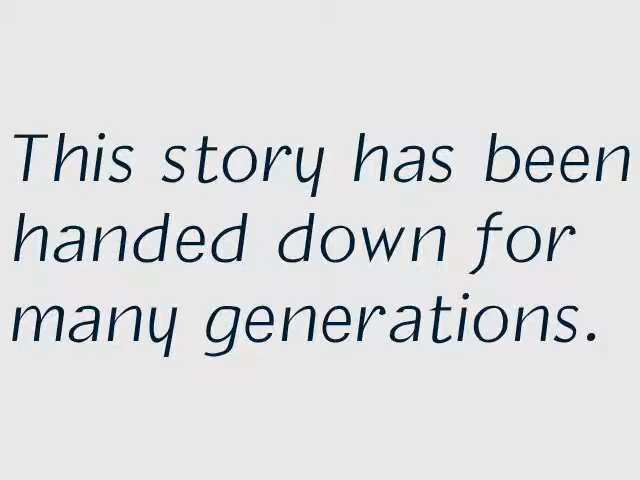 This story has been
handed down for
many generations.